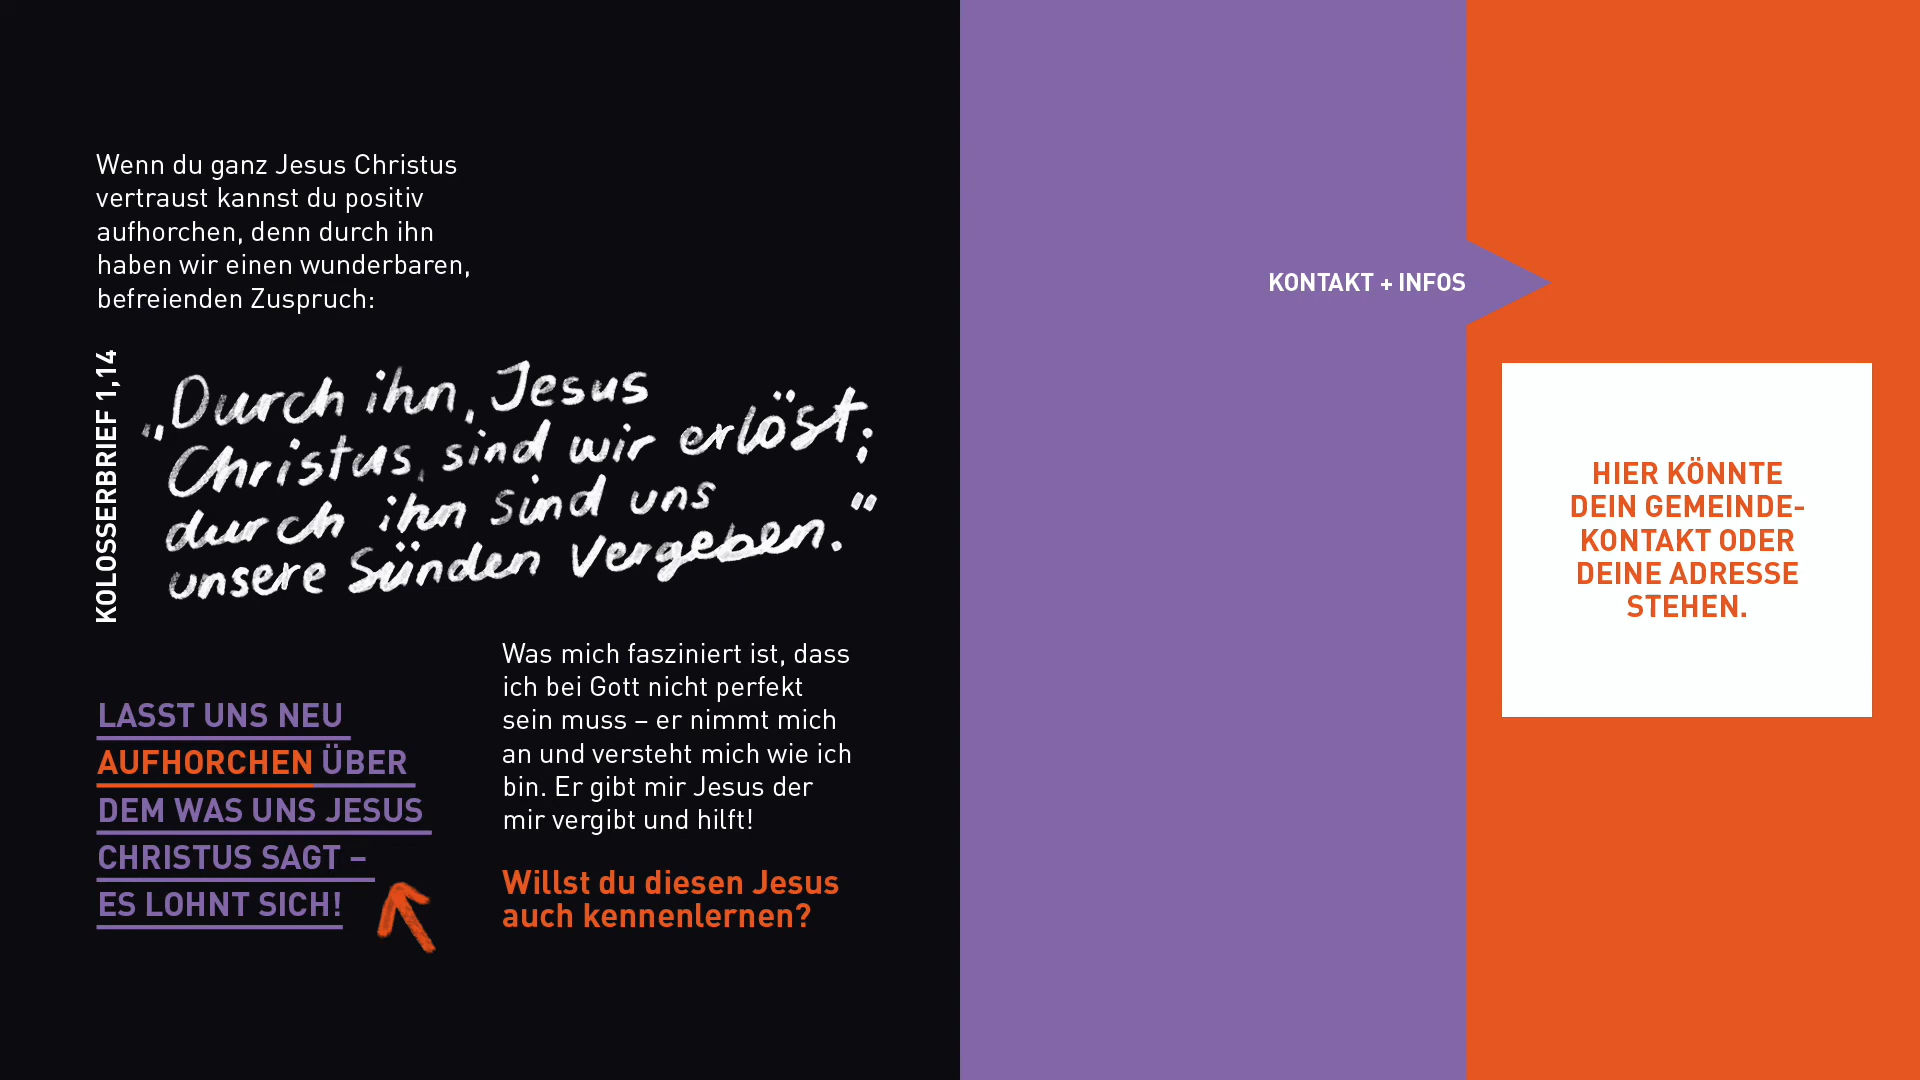 Wenn du ganz Jesus Christus
vertraust kannst du positiv
aufhorchen, denn durch ihn
haben wir einen wunderbaren,
befreienden Zuspruch:
KOLOSSERBRIEF 1,14
„Durch ihn, Jesus
Christus, sind wir erlöst;
durch ihn sind uns
unsere Sünden vergeben.“
LASST UNS NEU
AUFHORCHEN ÜBER
DEM WAS UNS JESUS
CHRISTUS SAGT –
ES LOHNT SICH!
Was mich fasziniert ist, dass
ich bei Gott nicht perfekt
sein muss – er nimmt mich
an und versteht mich wie ich
bin. Er gibt mir Jesus der
mir vergibt und hilft!
Willst du diesen Jesus
auch kennenlernen?
KONTAKT + INFOS
HIER KÖNNTE
DEIN GEMEINDE-
KONTAKT ODER
DEINE ADRESSE
STEHEN.